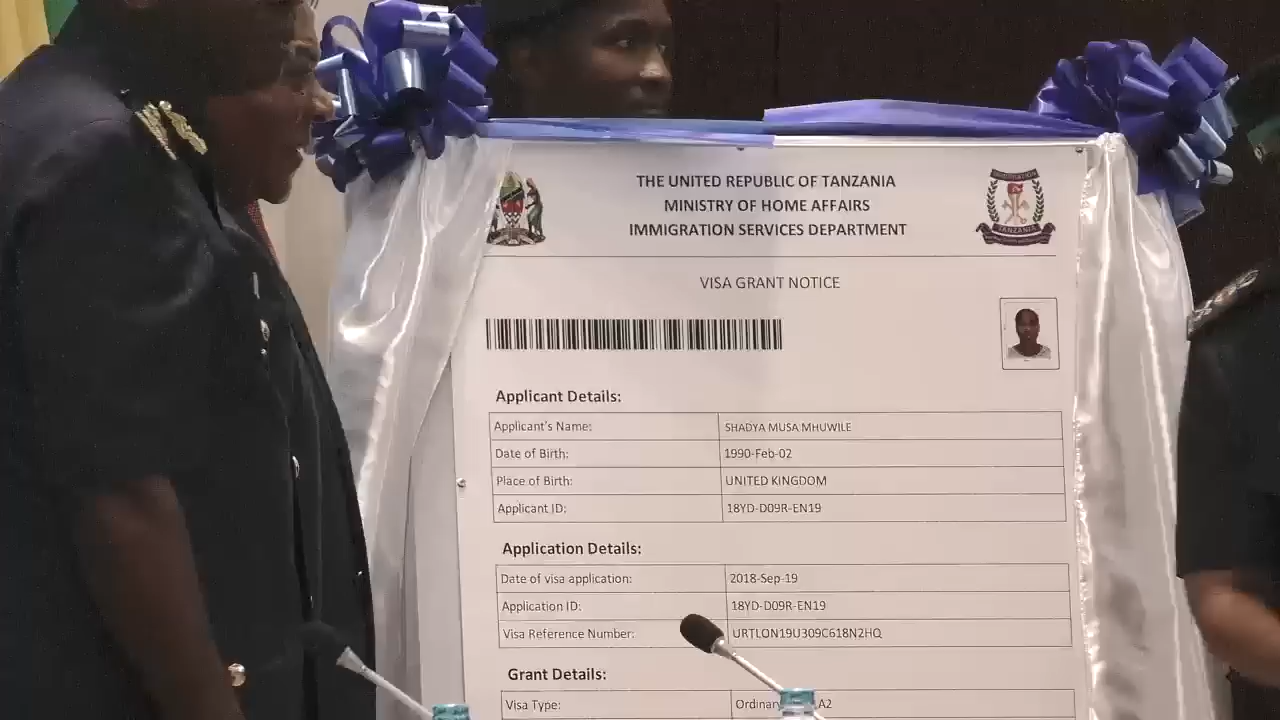 THE UNITED REPUBLIC OF TANZANIA
MINISTRY OF HOME AFFAIRS
IMMIGRATION SERVICES DEPARTMENT
TANZANIA
VISA GRANT NOTICE
Applicant Details:
Applicant's Name: SHADYA MUSA MHUWILE
Date of Birth: 1990-Feb-02
Place of Birth: UNITED KINGDOM
Applicant ID: 18YD-D09R-EN19
Application Details:
Date of visa application: 2018-Sep-19
Application ID: 18YD-D09R-EN19
Visa Reference Number: URTLON19U309C618N2HQ
Grant Details:
Visa Type: A2